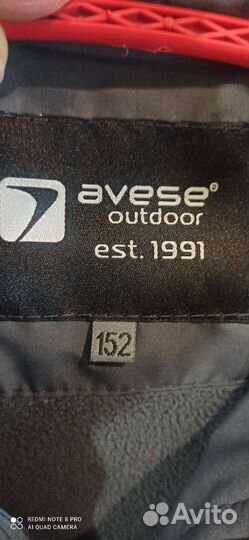 avese®
outdoor
est. 1991
152
REDMI NOTE 8 PRO
AI QUAD CAMERA
Avito